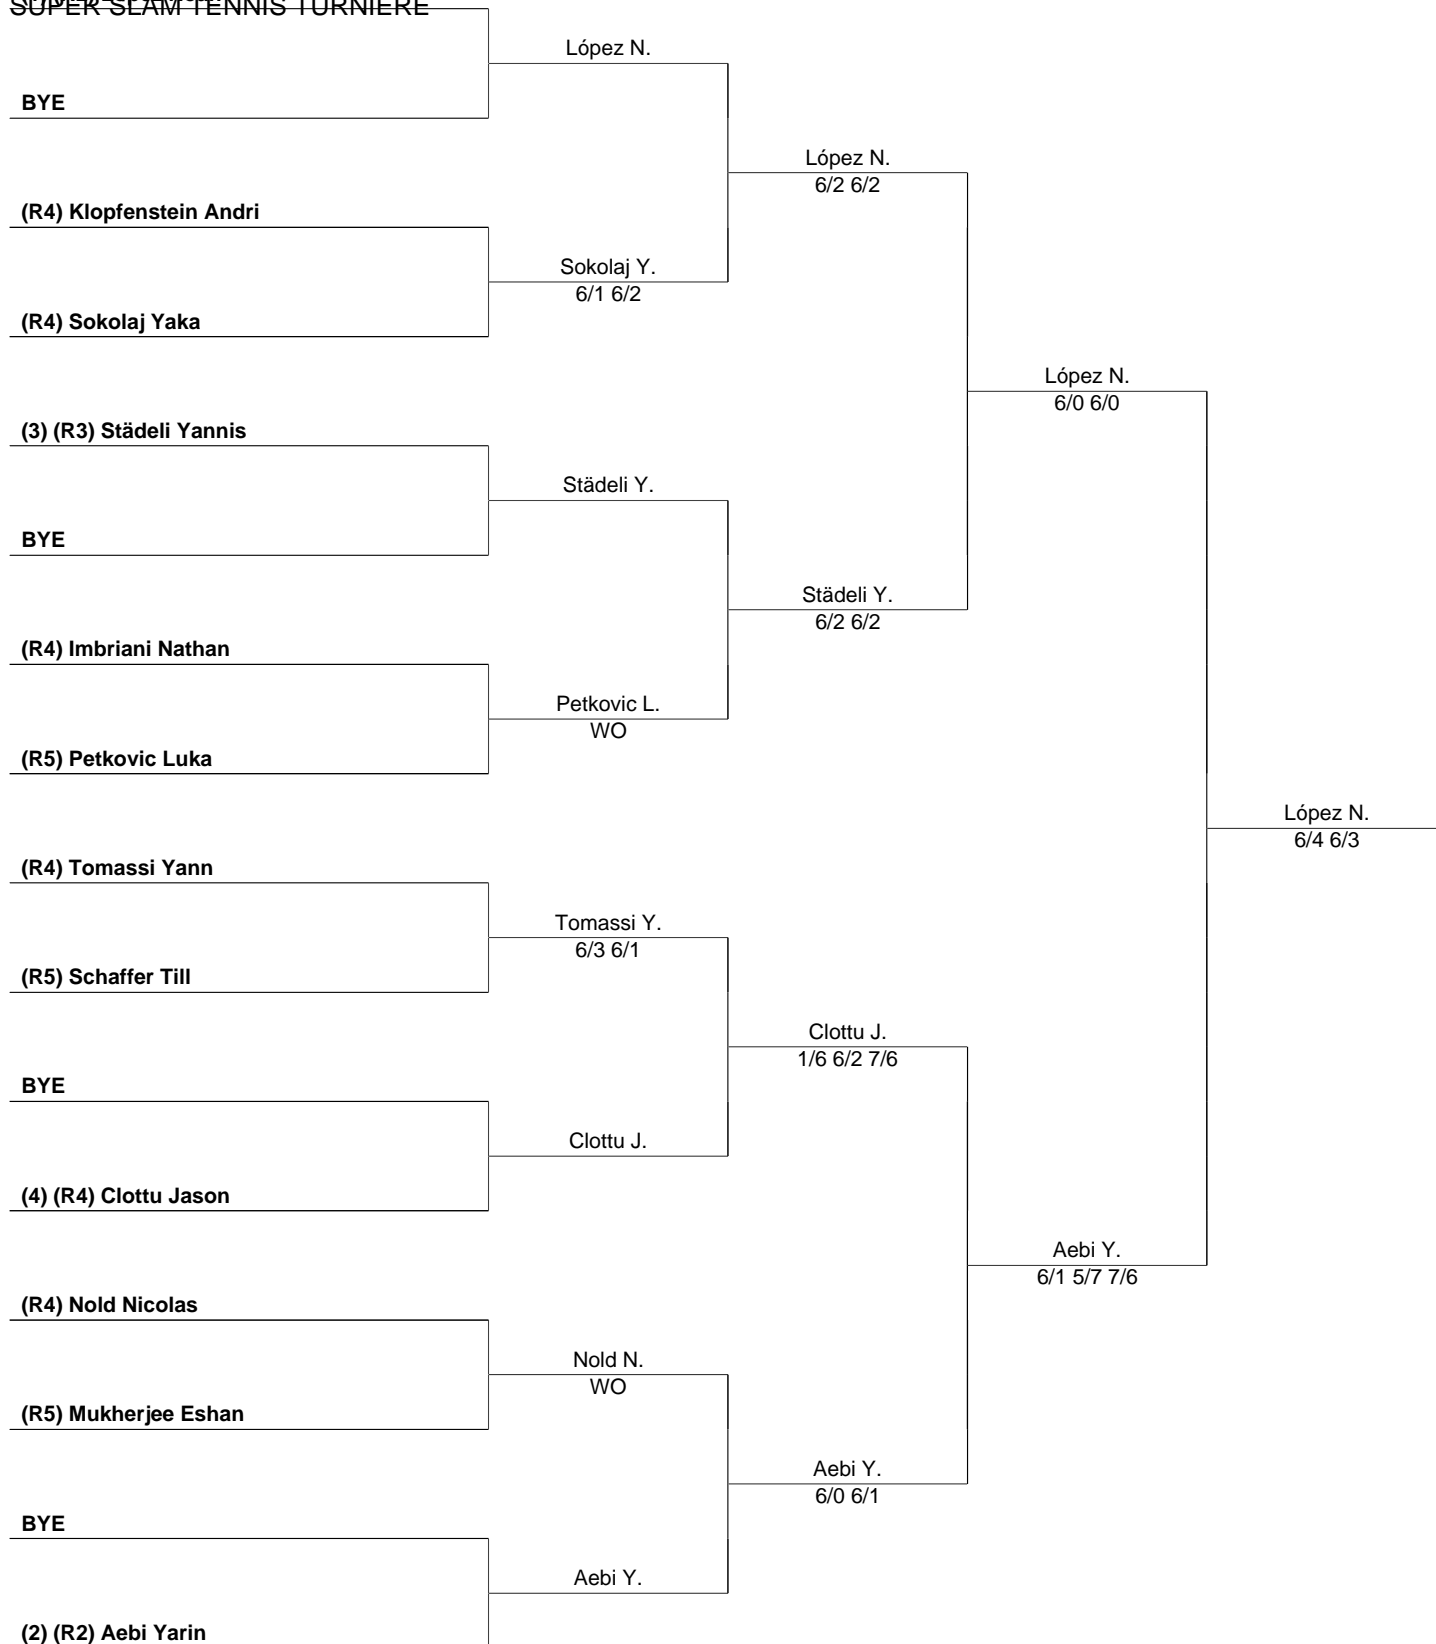 SUPER SLAM TENNIS TURNIERE
López N.
BYE
López N.
6/2 6/2
(R4) Klopfenstein Andri
Sokolaj Y.
6/1 6/2
(R4) Sokolaj Yaka
López N.
6/0 6/0
(3) (R3) Städeli Yannis
Städeli Y.
BYE
Städeli Y.
6/2 6/2
(R4) Imbriani Nathan
Petkovic L.
WO
(R5) Petkovic Luka
López N.
6/4 6/3
(R4) Tomassi Yann
Tomassi Y.
6/3 6/1
(R5) Schaffer Till
Clottu J.
1/6 6/2 7/6
BYE
Clottu J.
(4) (R4) Clottu Jason
Aebi Y.
6/1 5/7 7/6
(R4) Nold Nicolas
Nold N.
WO
(R5) Mukherjee Eshan
Aebi Y.
6/0 6/1
BYE
Aebi Y.
(2) (R2) Aebi Yarin